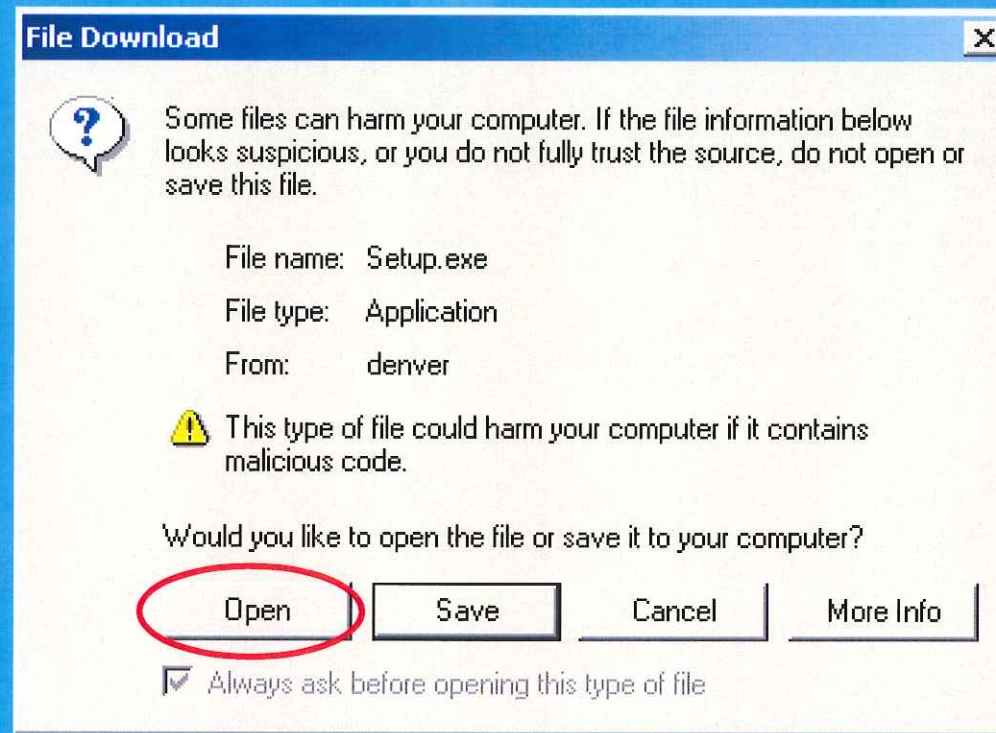 File Download
Some files can harm your computer. If the file information below
looks suspicious, or you do not fully trust the source, do not open or
save this file.
File name: Setup.exe
File type: Application
From: denver
This type of file could harm your computer if it contains
malicious code.
Would you like to open the file or save it to your computer?
Open Save Cancel More Info
Always ask before opening this type of file